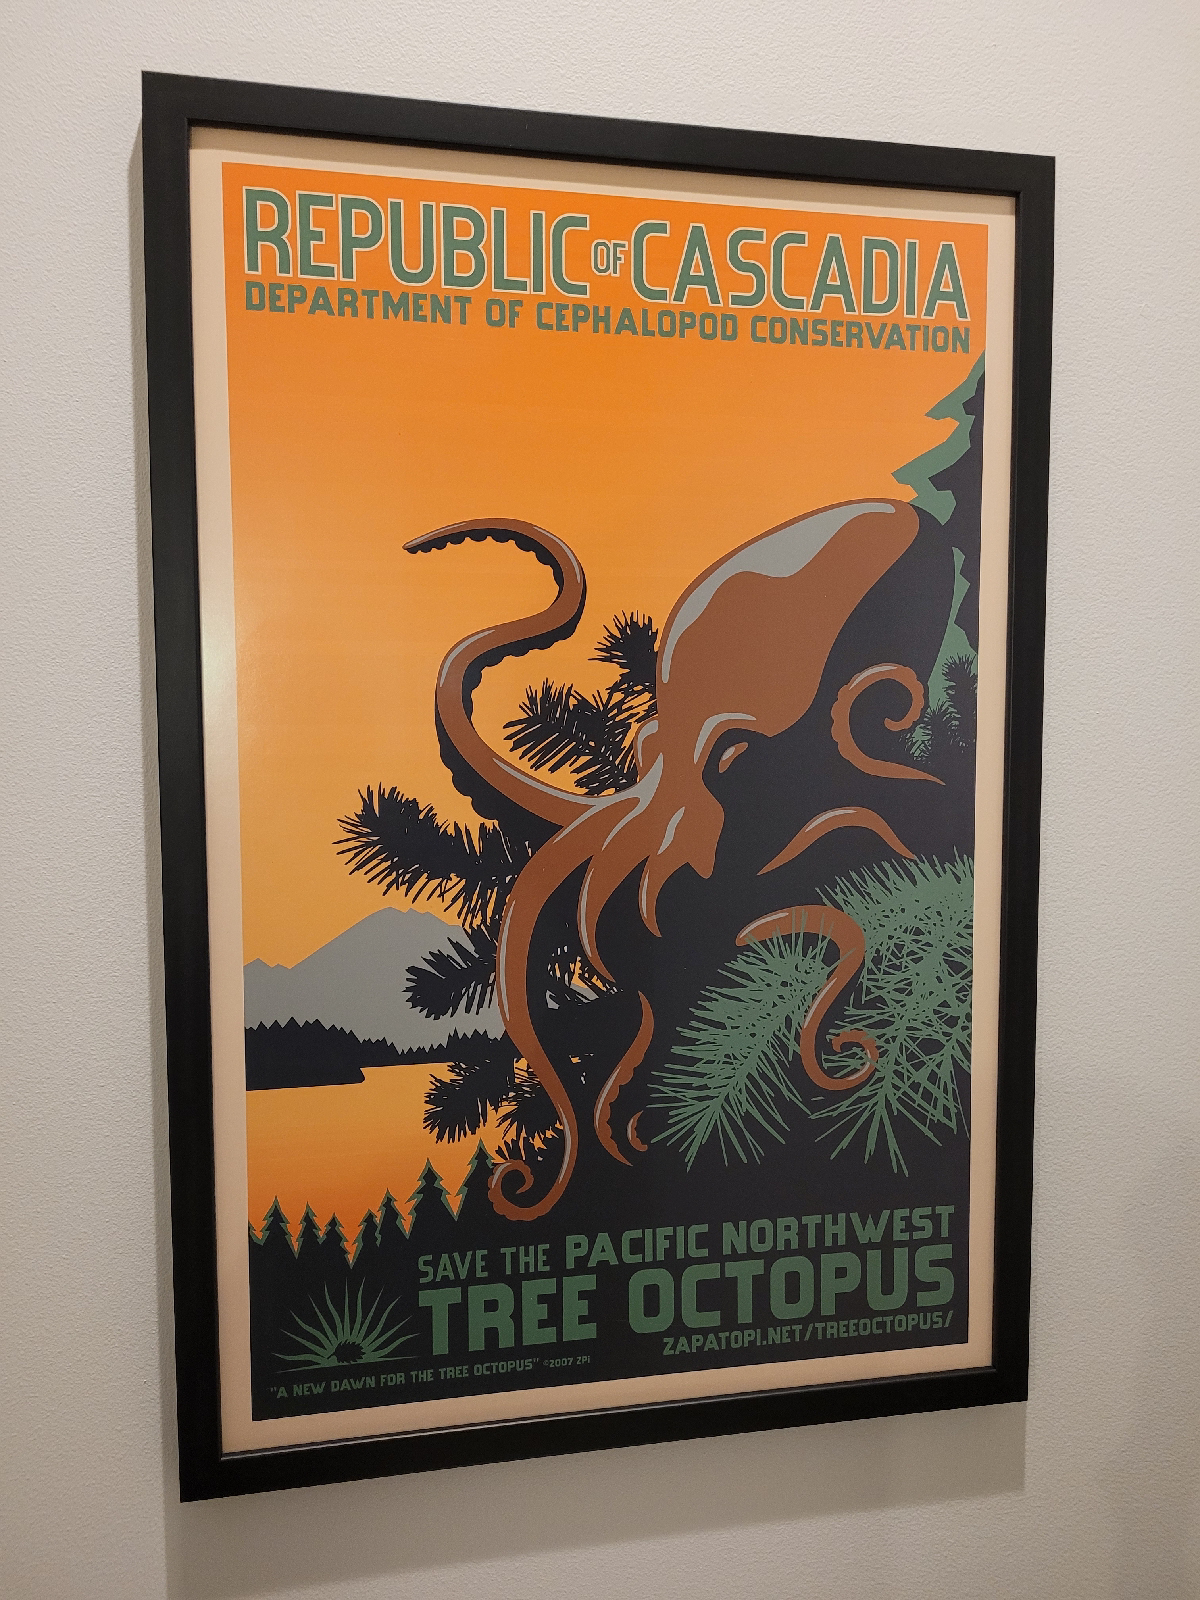 REPUBLIC OF CASCADIA
DEPARTMENT OF CEPHALOPOD CONSERVATION
SAVE THE PACIFIC NORTHWEST
TREE OCTOPUS
ZAPATOPI.NET/TREEOCTOPUS/
"A NEW DAWN FOR THE TREE OCTOPUS" ©2007 ZPi